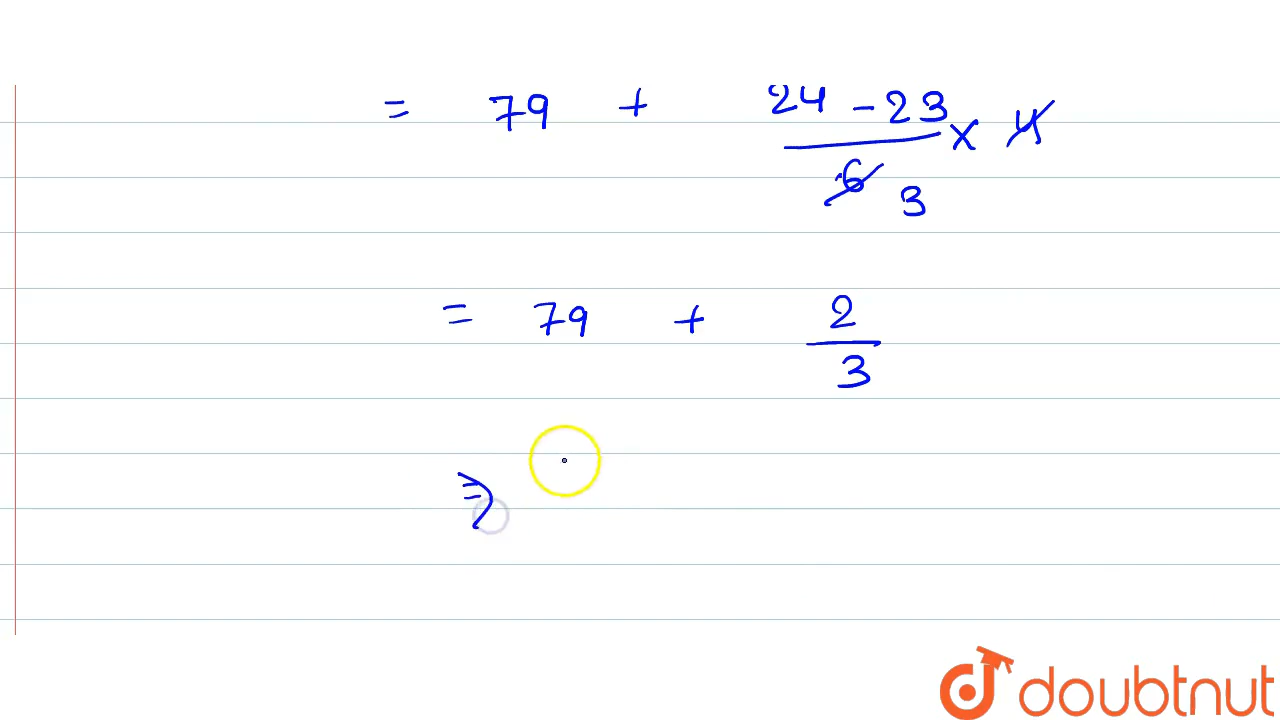 = 79 + 24 - 23 / 6 3 × 4
= 79 + 2 / 3
⇒
doubtnut